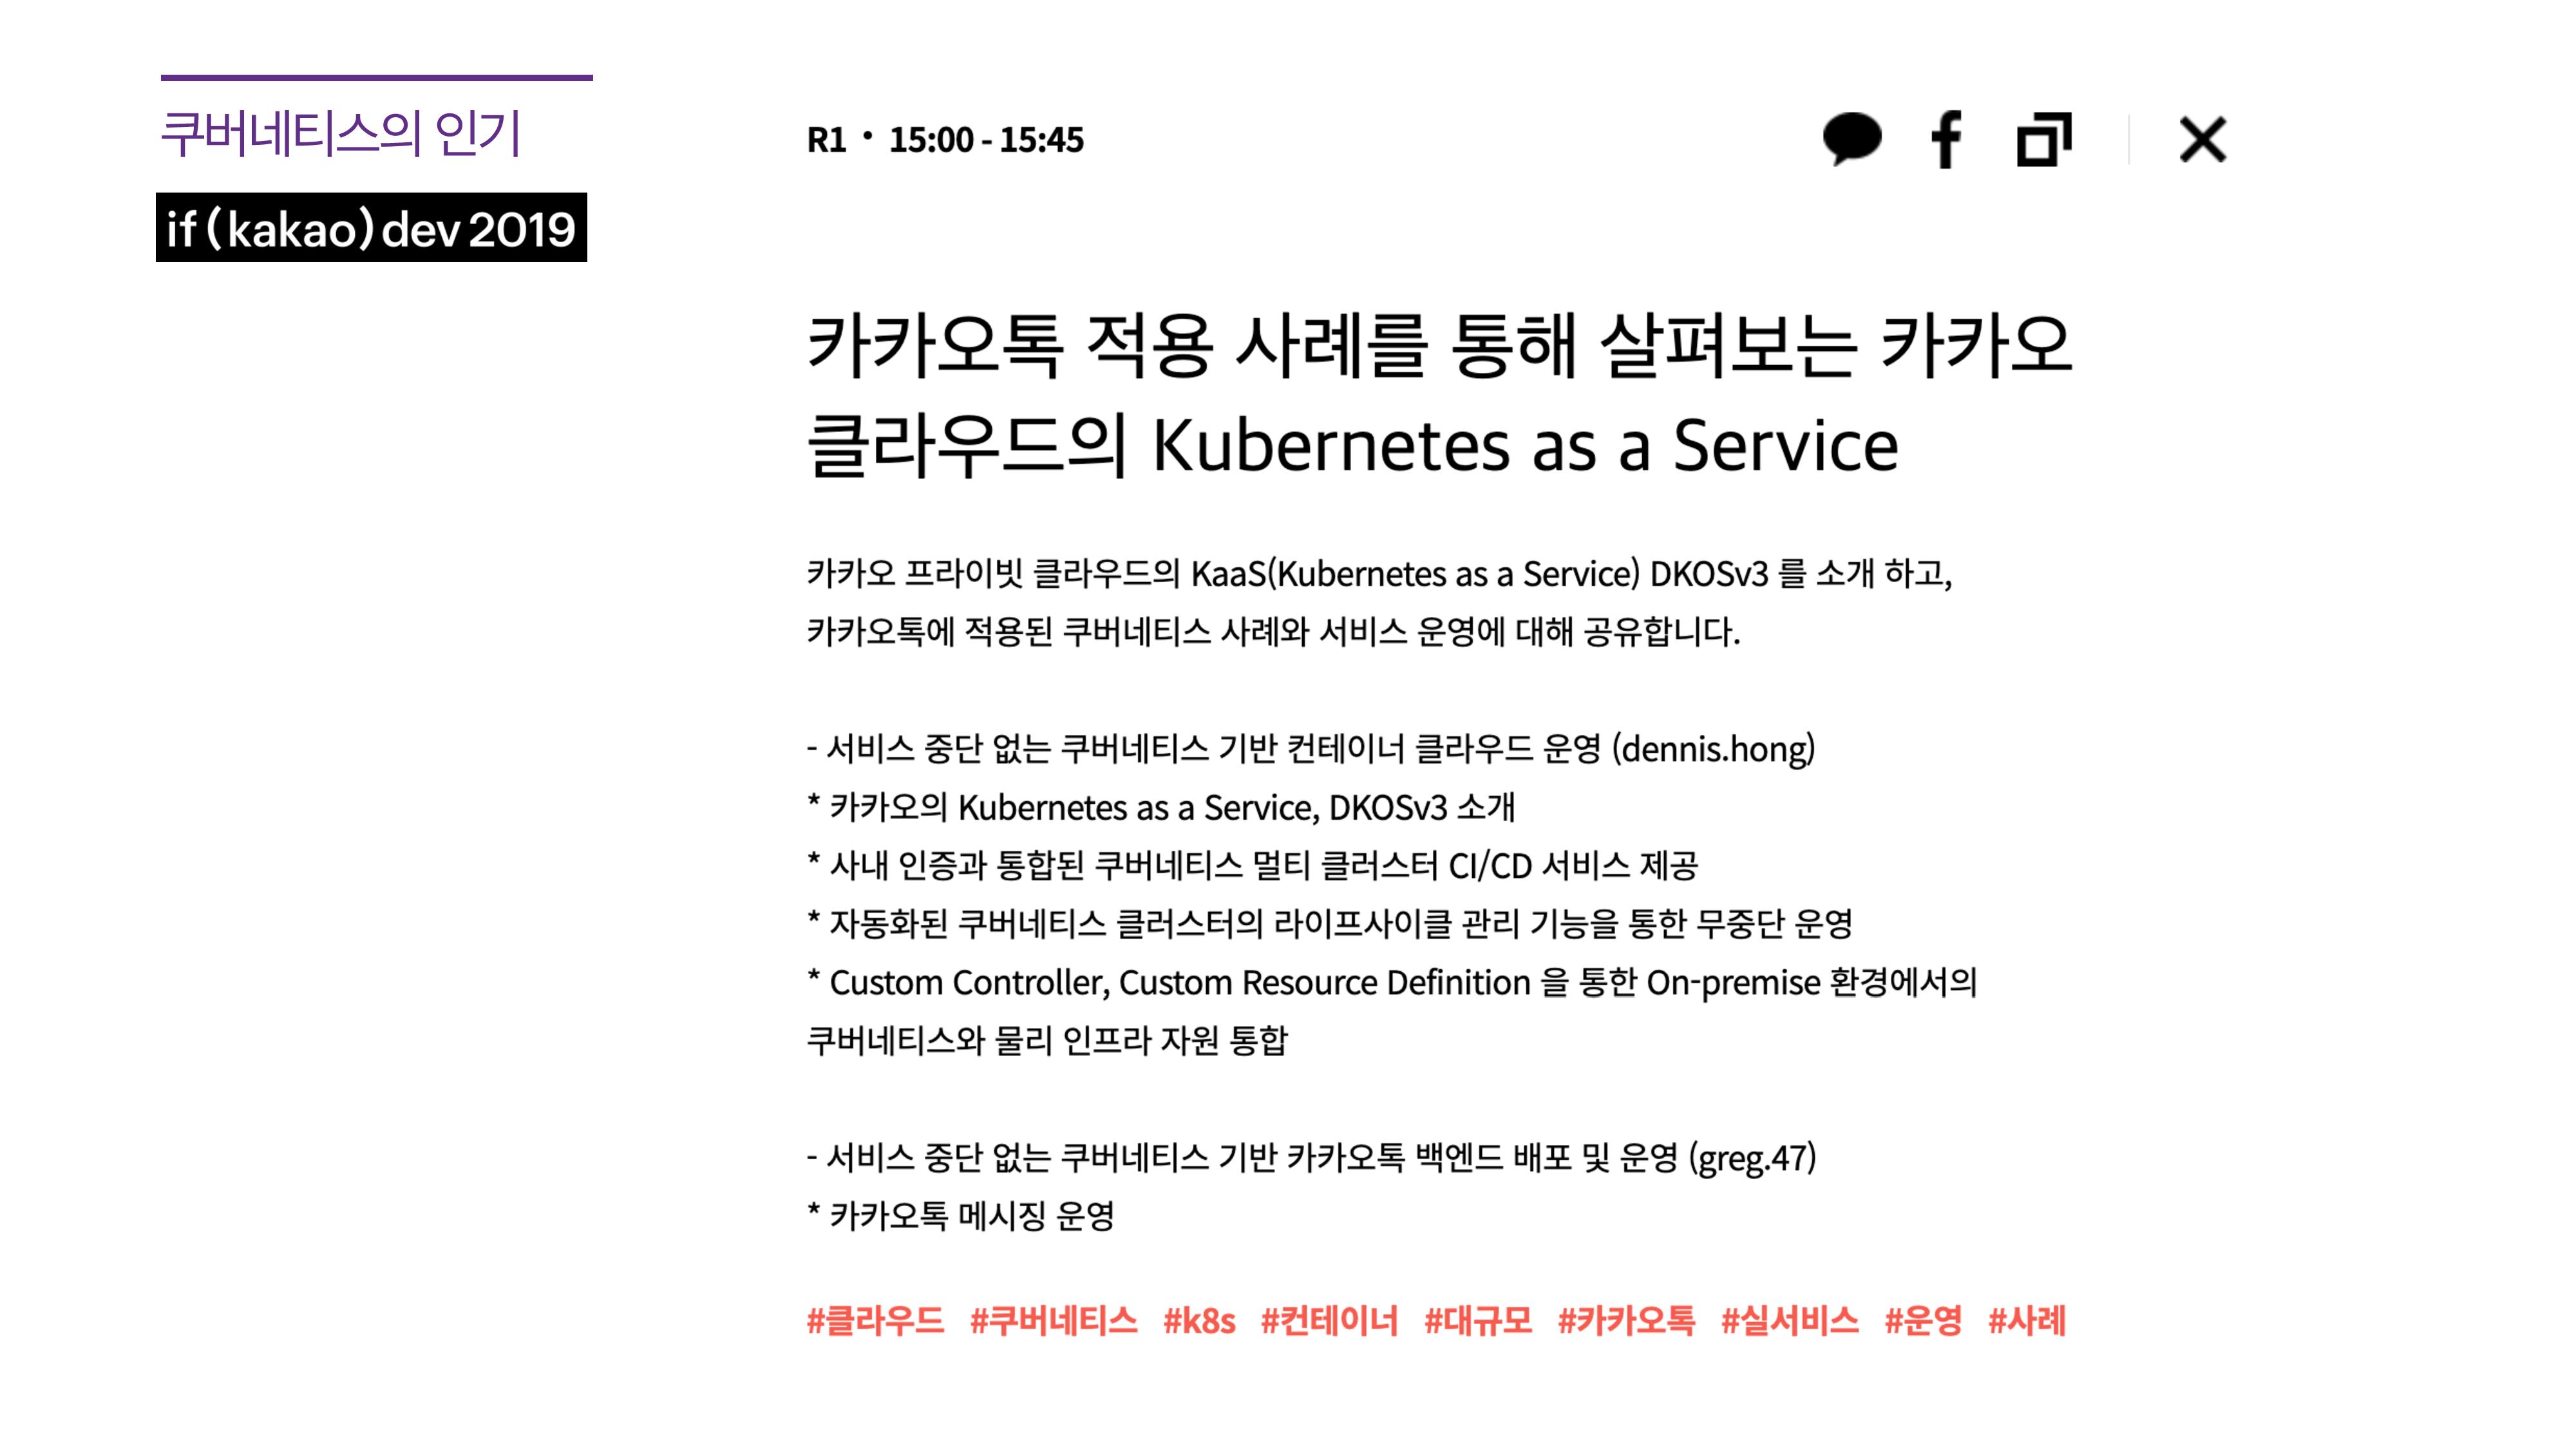 쿠버네티스의 인기
if(kakao)dev 2019
R1 • 15:00 - 15:45
카카오톡 적용 사례를 통해 살펴보는 카카오
클라우드의 Kubernetes as a Service
카카오 프라이빗 클라우드의 KaaS(Kubernetes as a Service) DKOSv3 를 소개 하고,
카카오톡에 적용된 쿠버네티스 사례와 서비스 운영에 대해 공유합니다.
- 서비스 중단 없는 쿠버네티스 기반 컨테이너 클라우드 운영 (dennis.hong)
* 카카오의 Kubernetes as a Service, DKOSv3 소개
* 사내 인증과 통합된 쿠버네티스 멀티 클러스터 CI/CD 서비스 제공
* 자동화된 쿠버네티스 클러스터의 라이프사이클 관리 기능을 통한 무중단 운영
* Custom Controller, Custom Resource Definition 을 통한 On-premise 환경에서의
쿠버네티스와 물리 인프라 자원 통합
- 서비스 중단 없는 쿠버네티스 기반 카카오톡 백엔드 배포 및 운영 (greg.47)
* 카카오톡 메시징 운영
#클라우드 #쿠버네티스 #k8s #컨테이너 #대규모 #카카오톡 #실서비스 #운영 #사례